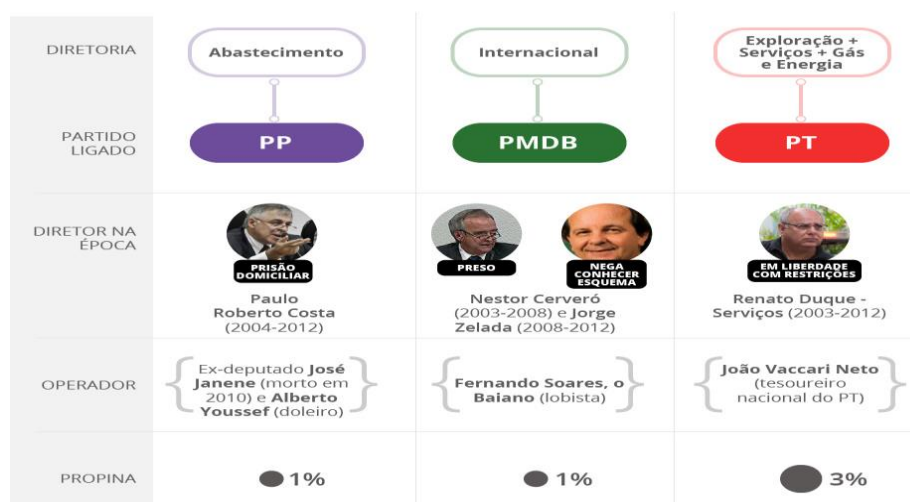 DIRETORIA
Abastecimento
Internacional
Exploração +
Serviços + Gás
e Energia
PARTIDO
LIGADO
PP
PMDB
PT
DIRETOR NA
ÉPOCA
PRISÃO
DOMICILIAR
PRESO
NEGA
CONHECER
ESQUEMA
EM LIBERDADE
COM RESTRIÇÕES
Paulo
Roberto Costa
(2004-2012)
Nestor Cerveró
(2003-2008) e Jorge
Zelada (2008-2012)
Renato Duque -
Serviços (2003-2012)
OPERADOR
Ex-deputado José
Janene (morto em
2010) e Alberto
Youssef (doleiro)
Fernando Soares, o
Baiano (lobista)
João Vaccari Neto
(tesoureiro
nacional do PT)
PROPINA
1%
1%
3%